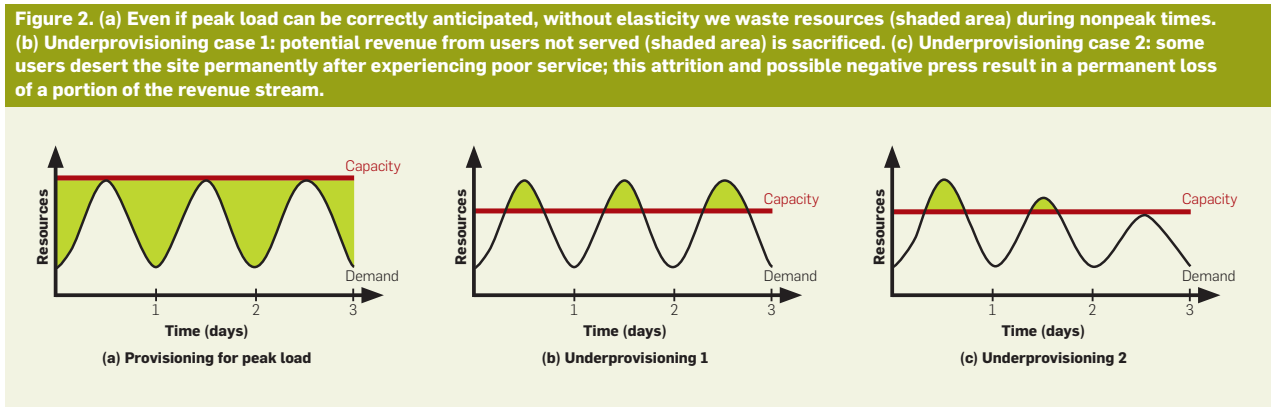 Figure 2. (a) Even if peak load can be correctly anticipated, without elasticity we waste resources (shaded area) during nonpeak times.
(b) Underprovisioning case 1: potential revenue from users not served (shaded area) is sacrificed. (c) Underprovisioning case 2: some
users desert the site permanently after experiencing poor service; this attrition and possible negative press result in a permanent loss
of a portion of the revenue stream.
Resources
Capacity
Demand
1 2 3
Time (days)
(a) Provisioning for peak load
Resources
Capacity
Demand
1 2 3
Time (days)
(b) Underprovisioning 1
Resources
Capacity
Demand
1 2 3
Time (days)
(c) Underprovisioning 2